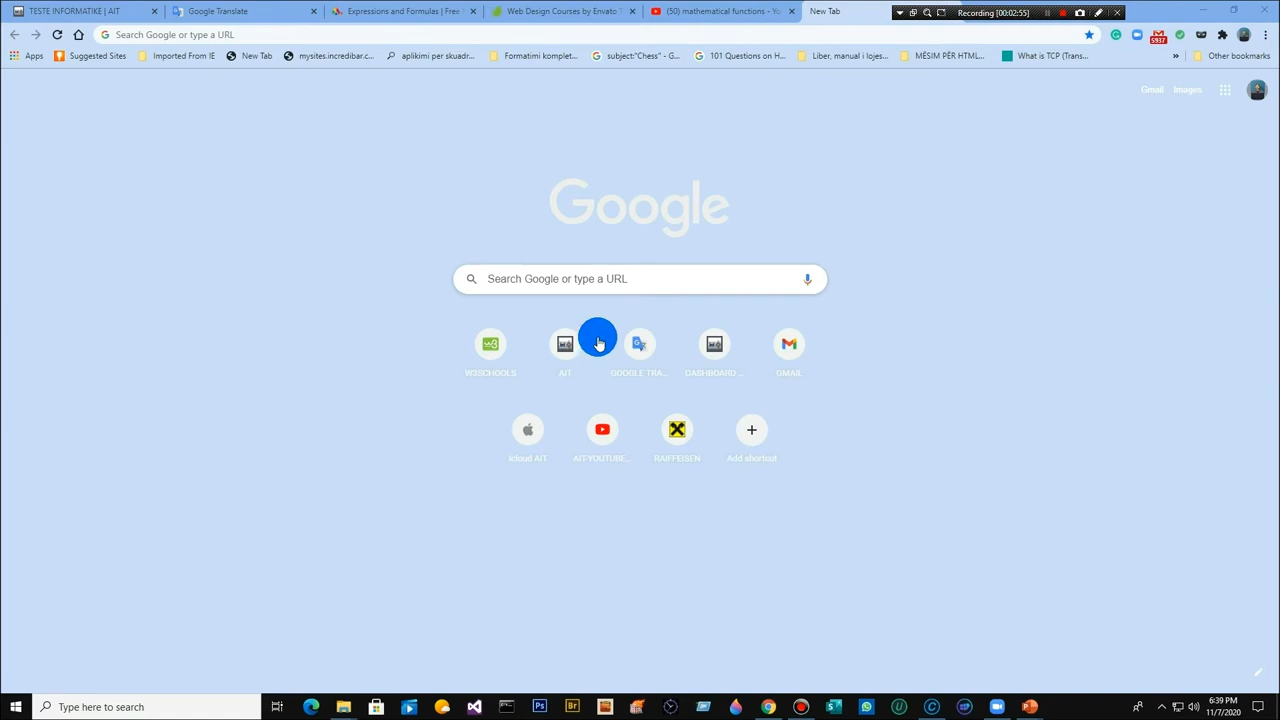 TESTE INFORMATIKE | AIT
Google Translate
Expressions and Formulas | Free
Web Design Courses by Envato T
(50) mathematical functions - Yo
New Tab
Recording [00:02:55]
Search Google or type a URL
5937
Apps
Suggested Sites
Imported From IE
New Tab
mysites.incredibar.c...
aplikimi per skuadr...
Formatimi komplet...
subject:"Chess" - G...
101 Questions on H...
Liber, manual i lojes...
MËSIM PËR HTML...
What is TCP (Trans...
»
Other bookmarks
Gmail
Images
Google
Search Google or type a URL
W3SCHOOLS
AIT
GOOGLE TRA...
DASHBOARD ...
GMAIL
Icloud AIT
AIT-YOUTUBE...
RAIFFEISEN
Add shortcut
Type here to search
6:39 PM
11/7/2020